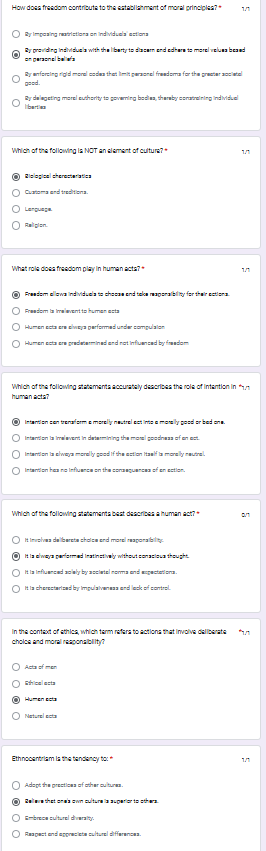 How does freedom contribute to the establishment of moral principles? * 1/1
By imposing restrictions on individuals' actions
By providing individuals with the liberty to discern and adhere to moral values based
on personal beliefs
By enforcing rigid moral codes that limit personal freedoms for the greater societal
good.
By delegating moral authority to governing bodies, thereby constraining individual
liberties
Which of the following is NOT an element of culture? * 1/1
Biological characteristics
Customs and traditions.
Language.
Religion.
What role does freedom play in human acts? * 1/1
Freedom allows individuals to choose and take responsibility for their actions.
Freedom is irrelevant to human acts
Human acts are always performed under compulsion
Human acts are predetermined and not influenced by freedom
Which of the following statements accurately describes the role of intention in * 1/1
human acts?
Intention can transform a morally neutral act into a morally good or bad one.
Intention is irrelevant in determining the moral goodness of an act.
Intention is always morally good if the action itself is morally neutral.
Intention has no influence on the consequences of an action.
Which of the following statements best describes a human act? * 0/1
It involves deliberate choice and moral responsibility.
It is always performed instinctively without conscious thought.
It is influenced solely by societal norms and expectations.
It is characterized by impulsiveness and lack of control.
In the context of ethics, which term refers to actions that involve deliberate * 1/1
choice and moral responsibility?
Acts of man
Ethical acts
Human acts
Natural acts
Ethnocentrism is the tendency to: * 1/1
Adopt the practices of other cultures.
Believe that one's own culture is superior to others.
Embrace cultural diversity.
Respect and appreciate cultural differences.